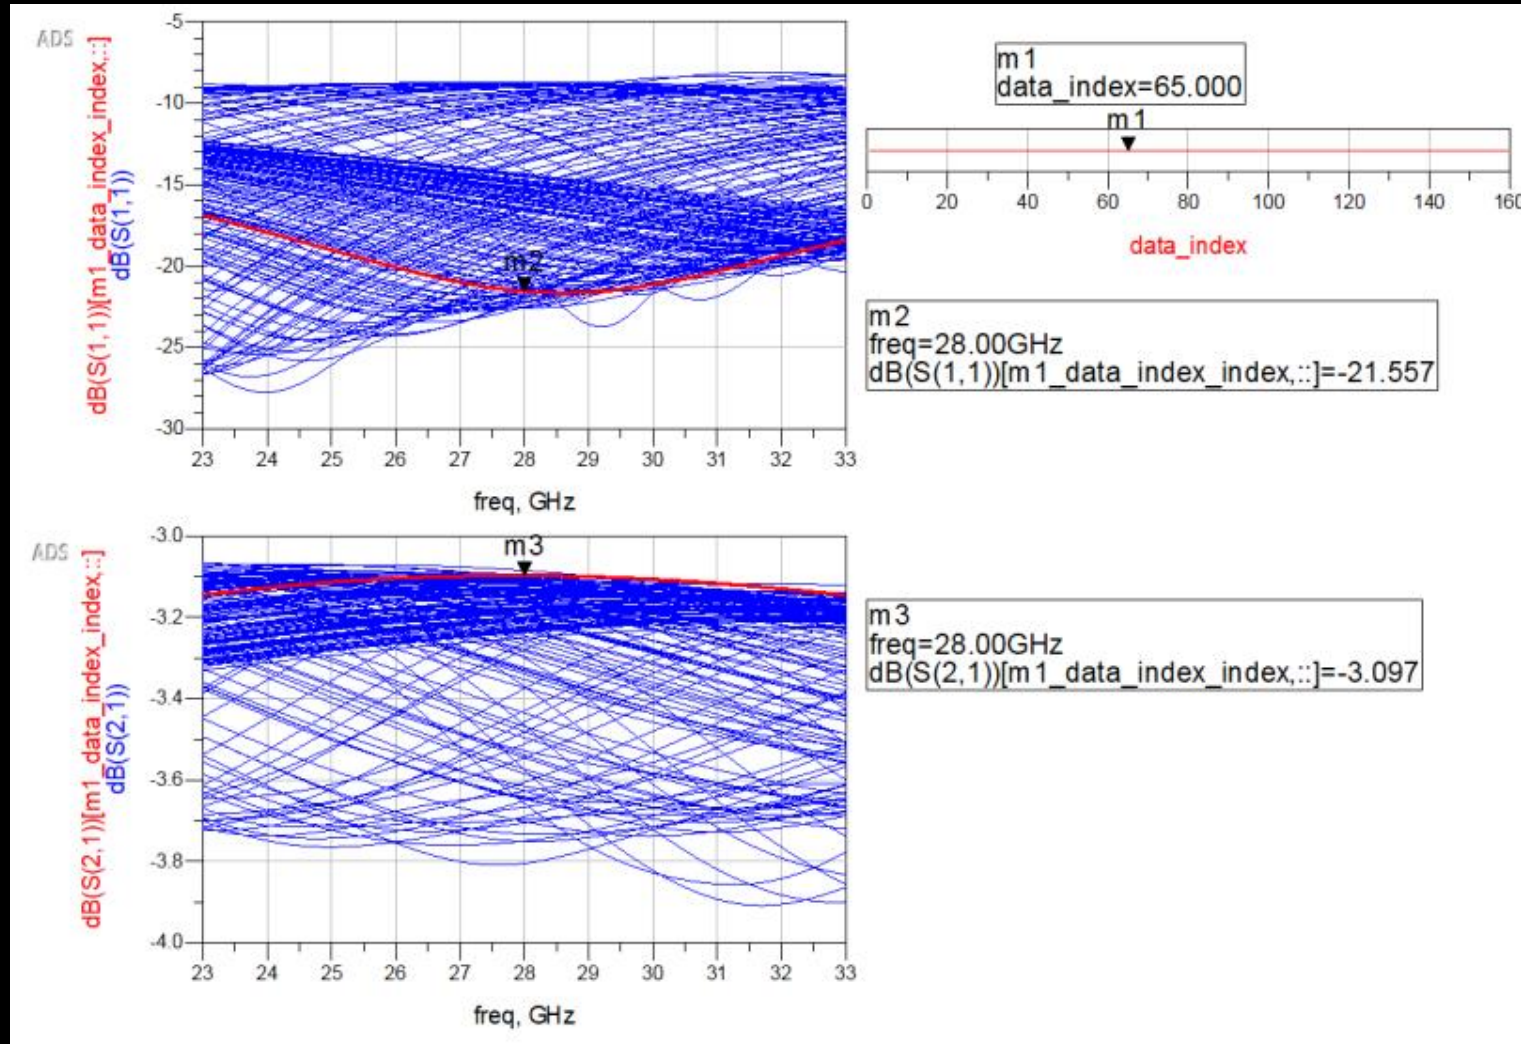 ADS
dB(S(1,1))[m1_data_index_index,::]
dB(S(1,1))
-5
-10
-15
-20
-25
-30
m2
23 24 25 26 27 28 29 30 31 32 33
freq, GHz
m1
data_index=65.000
m1
0 20 40 60 80 100 120 140 160
data_index
m2
freq=28.00GHz
dB(S(1,1))[m1_data_index_index,::]=-21.557
ADS
dB(S(2,1))[m1_data_index_index,::]
dB(S(2,1))
-3.0
-3.2
-3.4
-3.6
-3.8
-4.0
m3
23 24 25 26 27 28 29 30 31 32 33
freq, GHz
m3
freq=28.00GHz
dB(S(2,1))[m1_data_index_index,::]=-3.097